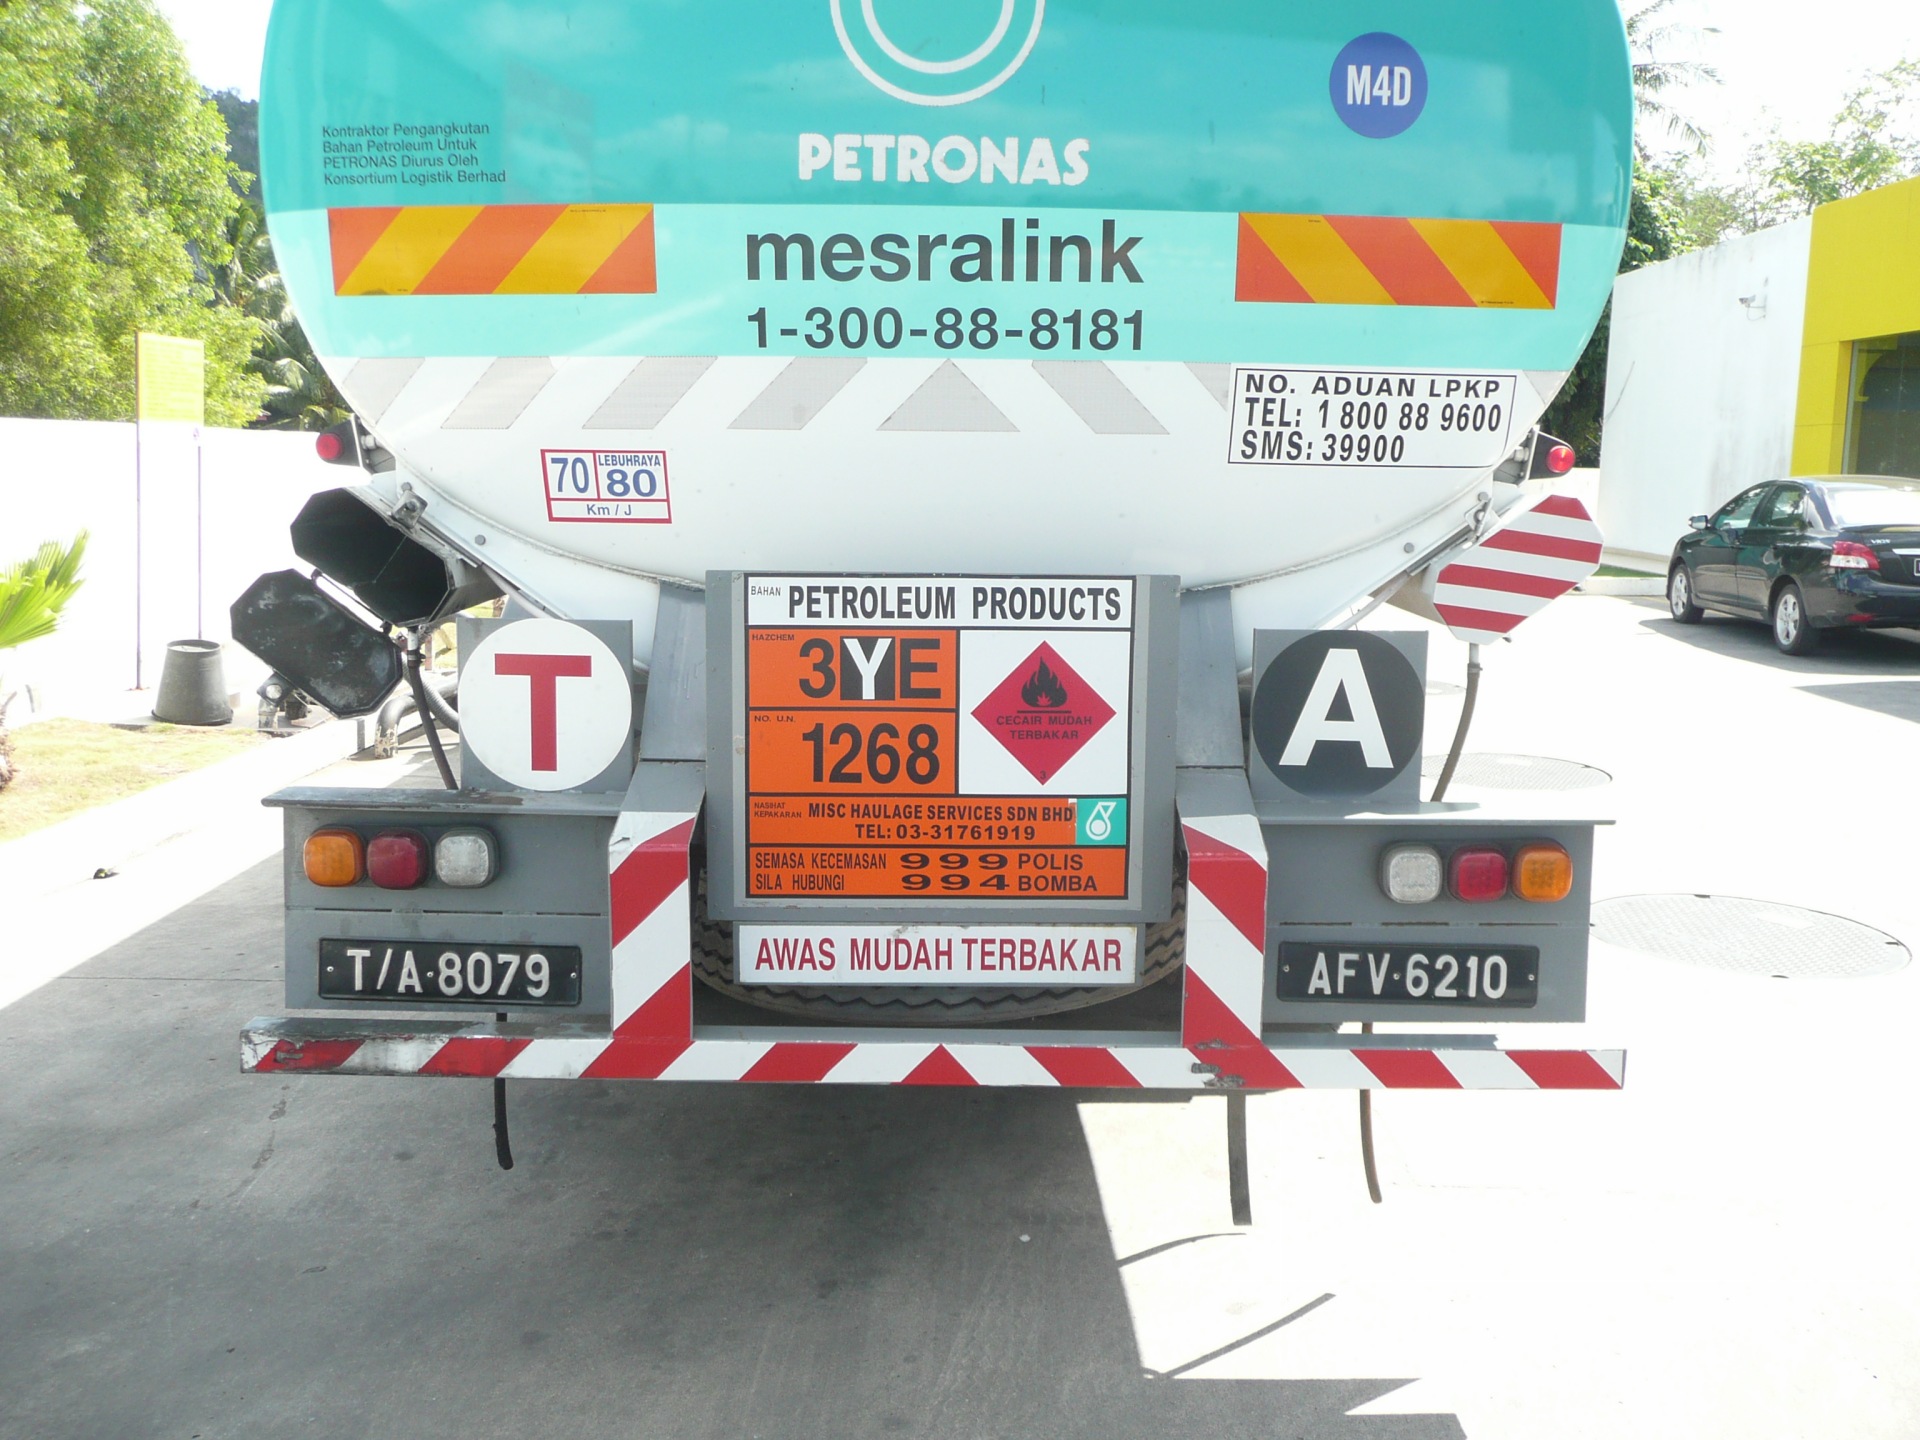 M4D
Kontraktor Pengangkutan
Bahan Petroleum Untuk
PETRONAS Diurus Oleh
Konsortium Logistik Berhad
PETRONAS
mesralink
1-300-88-8181
NO. ADUAN LPKP
TEL: 1 800 88 9600
SMS: 39900
70 LEBUHRAYA 80
Km / J
BAHAN PETROLEUM PRODUCTS
HAZCHEM
3YE
NO. U.N.
1268
CECAIR MUDAH
TERBAKAR
3
T
A
NASIHAT KEPAKARAN
MISC HAULAGE SERVICES SDN BHD
TEL: 03-31761919
SEMASA KECEMASAN 999 POLIS
SILA HUBUNGI 994 BOMBA
AWAS MUDAH TERBAKAR
T/A·8079
AFV·6210